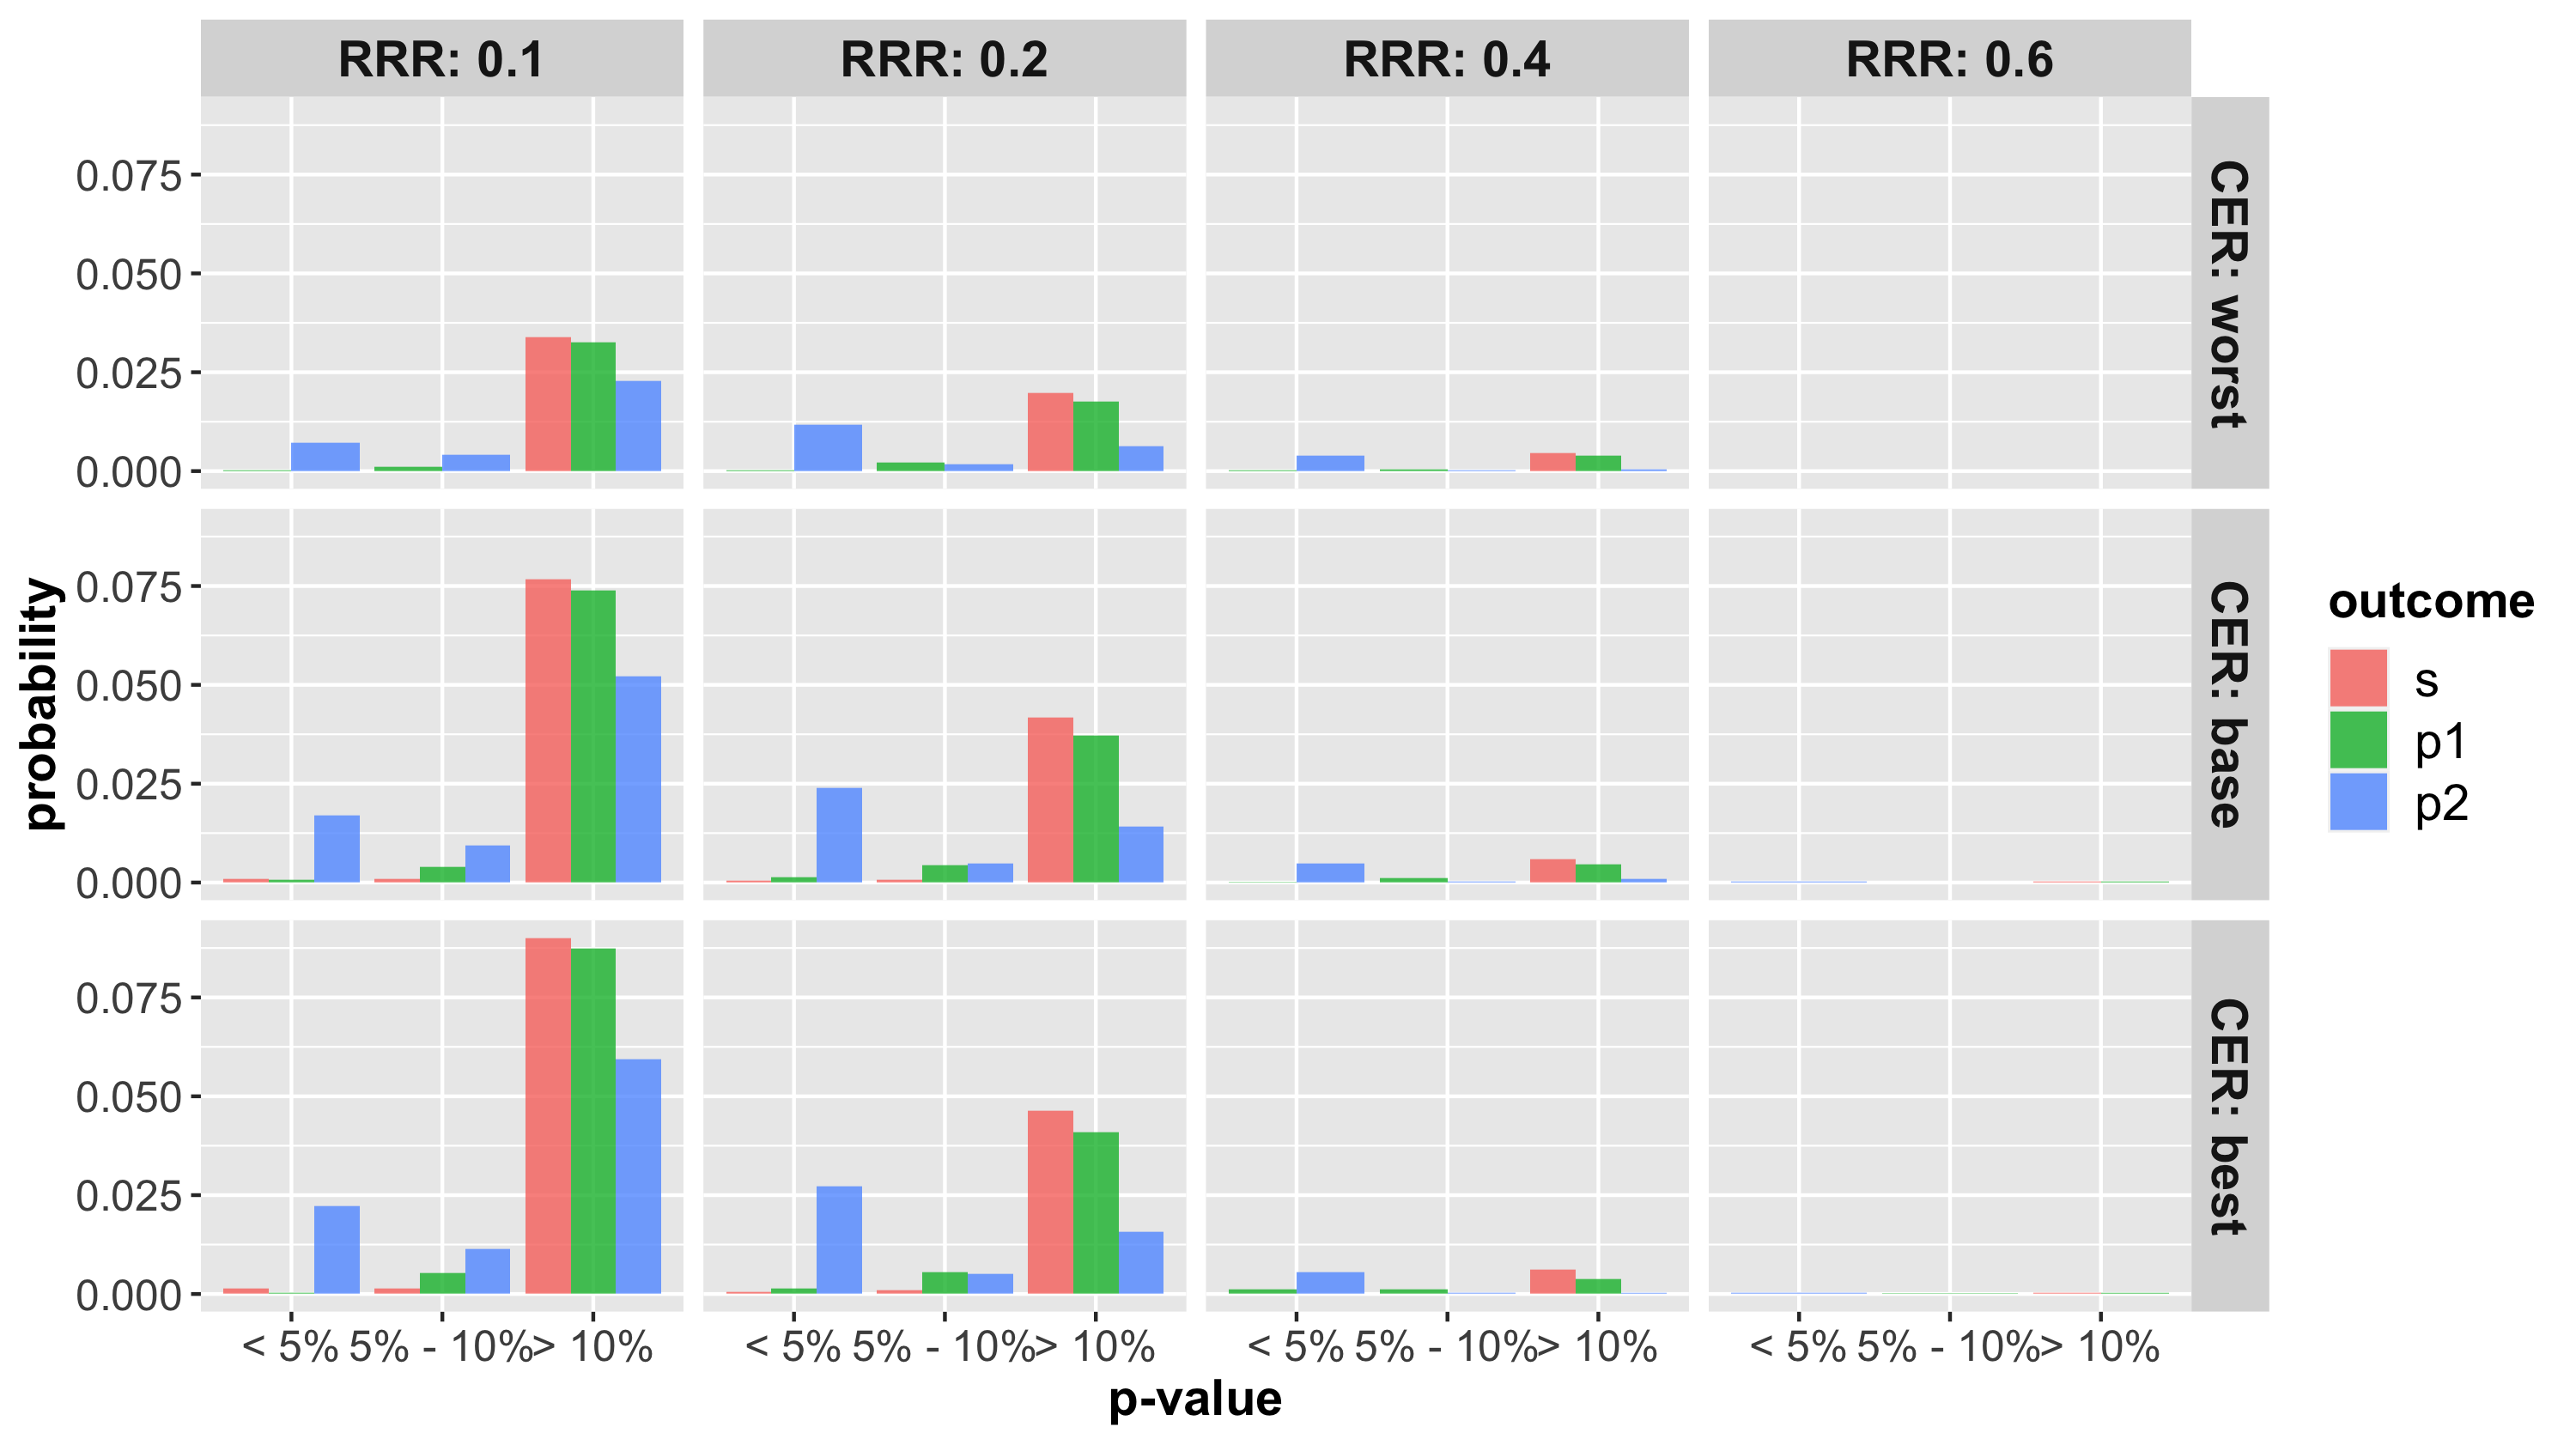 RRR: 0.1 RRR: 0.2 RRR: 0.4 RRR: 0.6
CER: worst
0.075
0.050
0.025
0.000
CER: base
0.075
0.050
0.025
0.000
CER: best
0.075
0.050
0.025
0.000
probability
< 5% 5% - 10% > 10% < 5% 5% - 10% > 10% < 5% 5% - 10% > 10% < 5% 5% - 10% > 10%
p-value
outcome
s
p1
p2